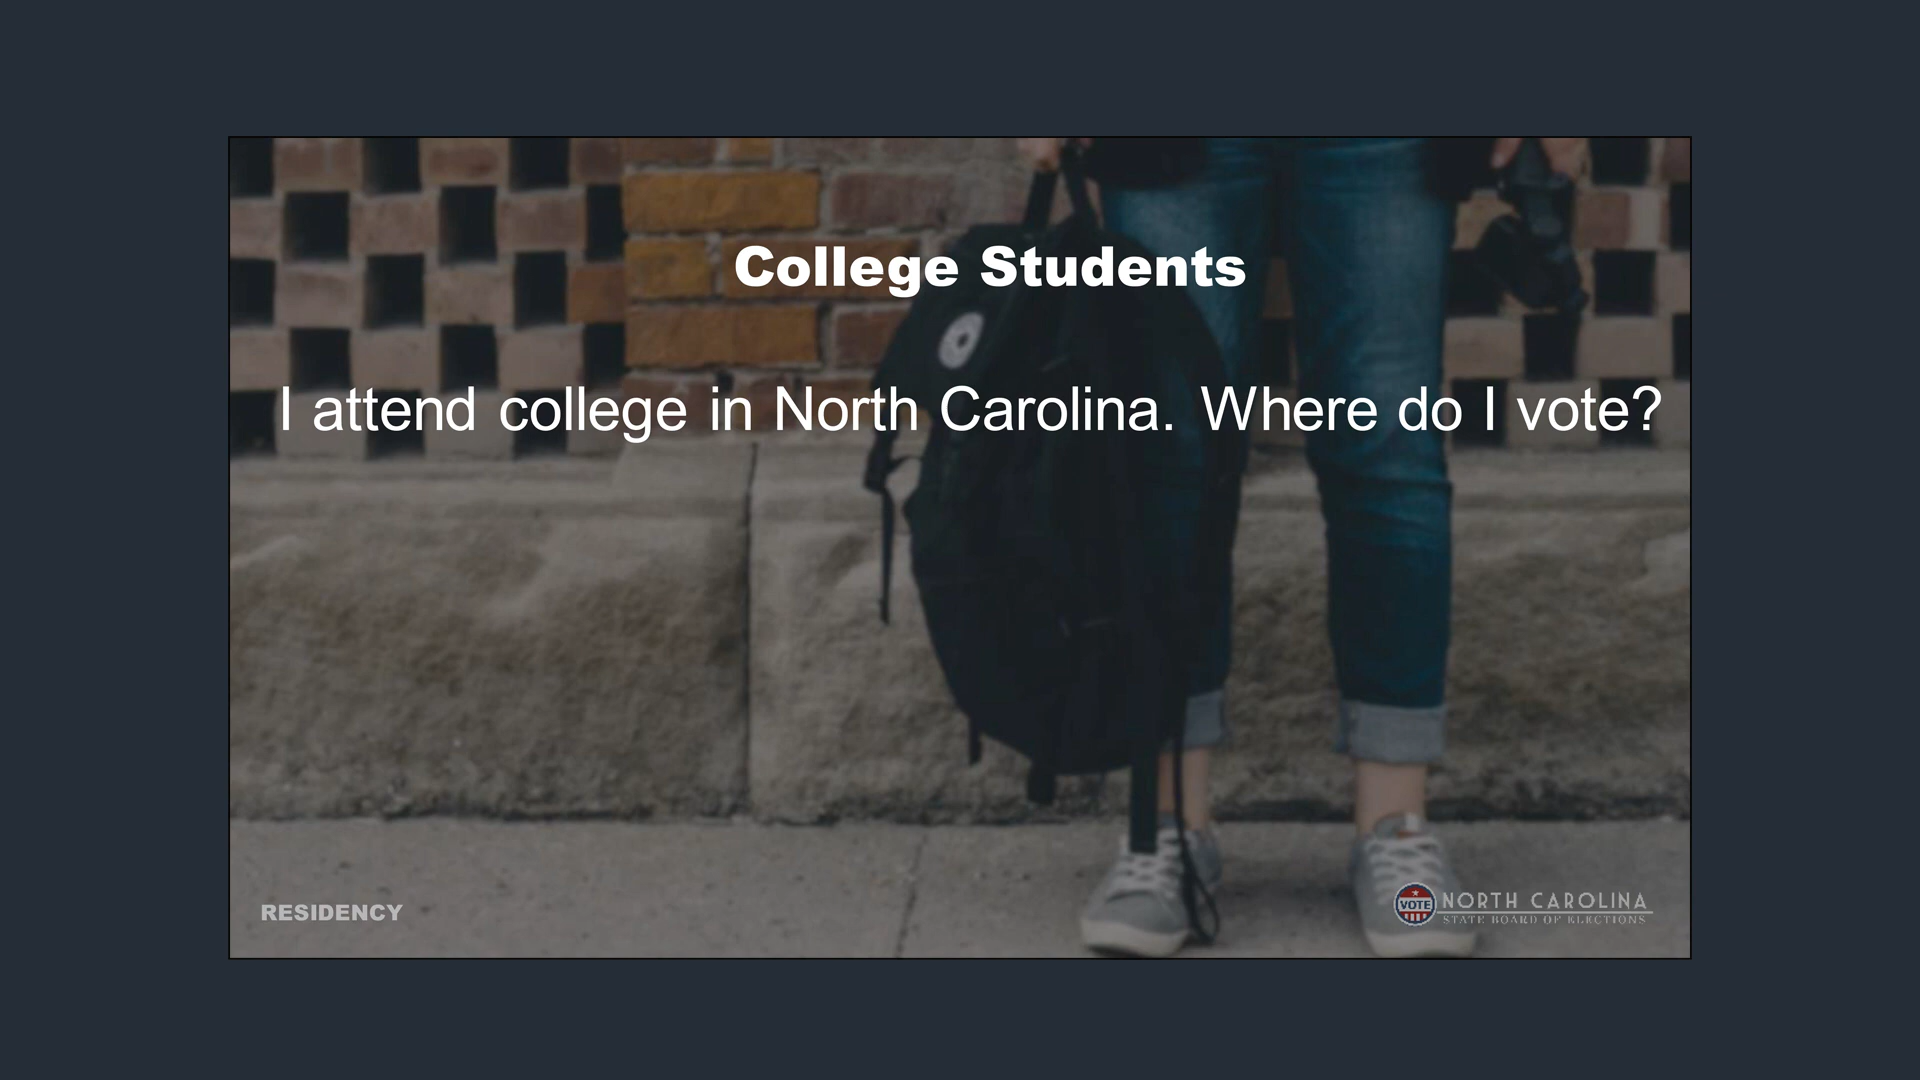 College Students
I attend college in North Carolina. Where do I vote?
RESIDENCY
VOTE
NORTH CAROLINA
STATE BOARD OF ELECTIONS